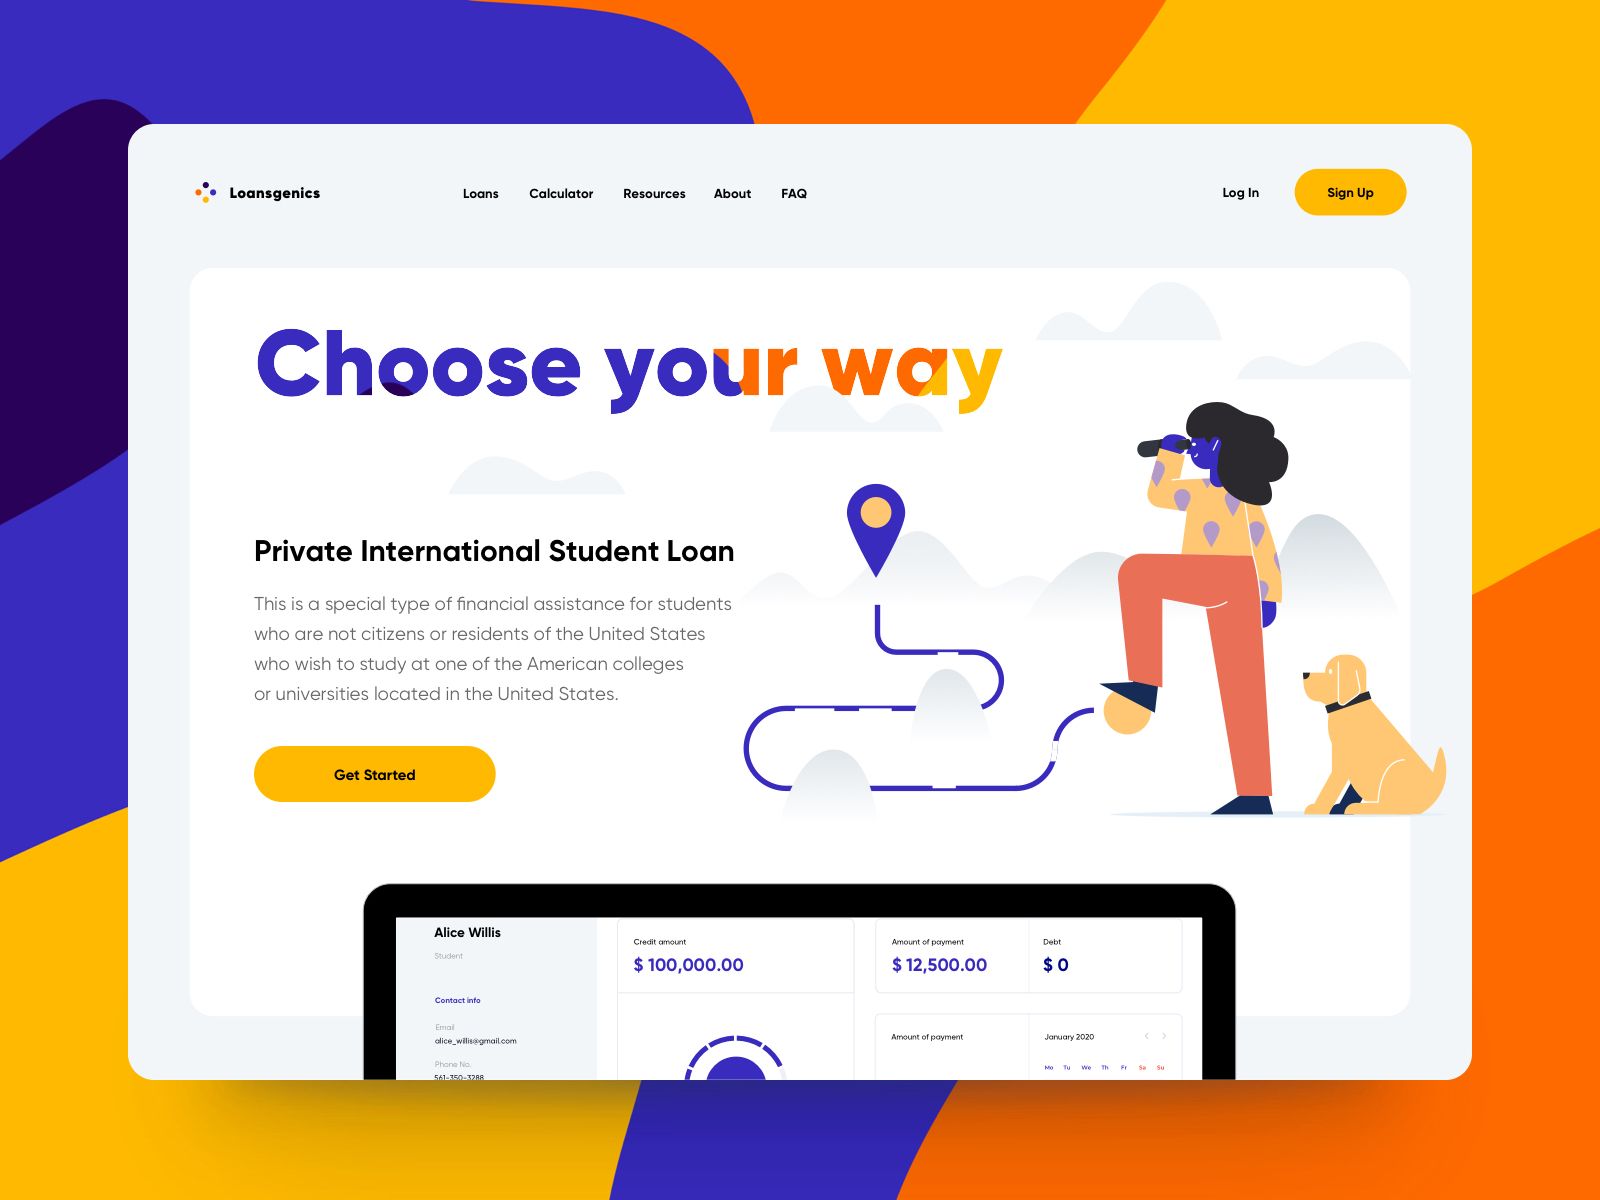 Loansgenics
Loans Calculator Resources About FAQ
Log In
Sign Up
Choose your way
Private International Student Loan
This is a special type of financial assistance for students
who are not citizens or residents of the United States
who wish to study at one of the American colleges
or universities located in the United States.
Get Started
Alice Willis
Student
Contact info
Email
alice_willis@gmail.com
Phone No.
561-350-3288
Credit amount
$ 100,000.00
Amount of payment
$ 12,500.00
Debt
$ 0
Amount of payment
January 2020
Mo Tu We Th Fr Sa Su